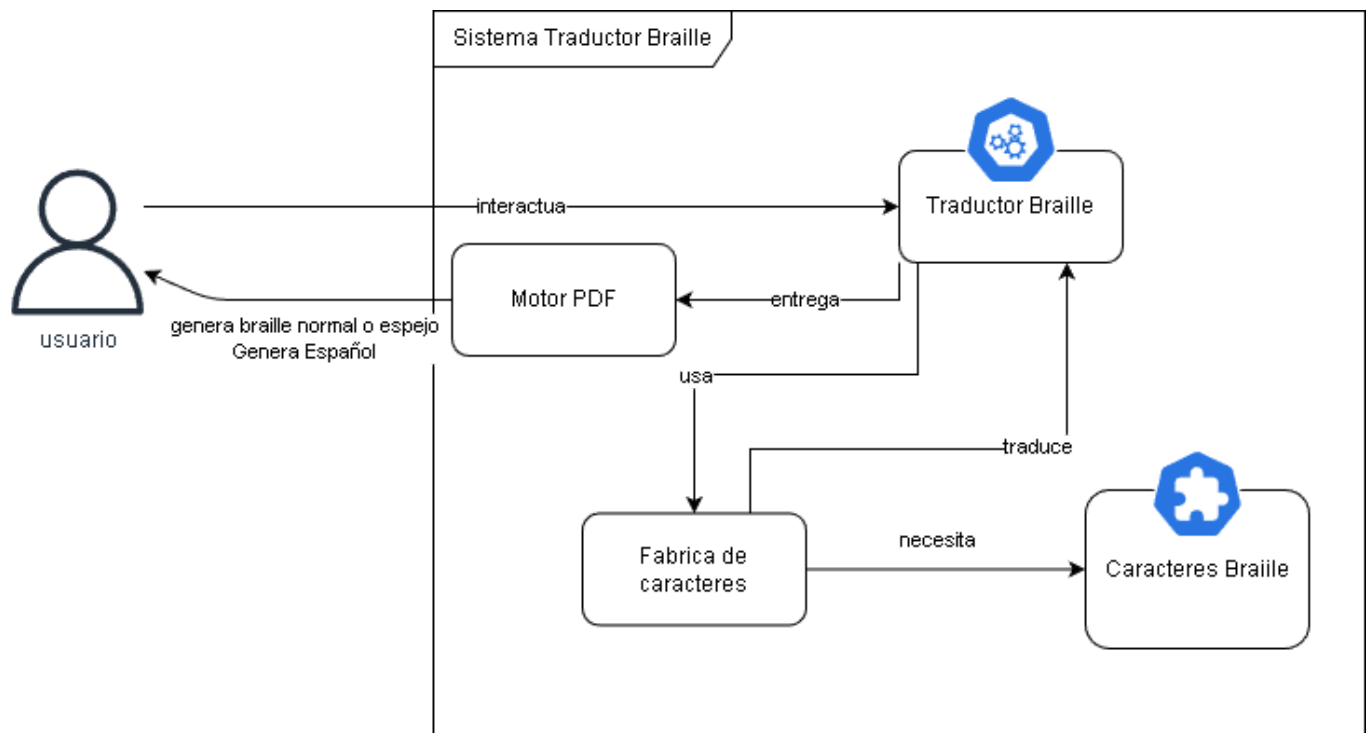 Sistema Traductor Braille
interactua
Traductor Braille
Motor PDF
entrega
usuario
genera braille normal o espejo
Genera Español
usa
traduce
Fabrica de
caracteres
necesita
Caracteres Braiile